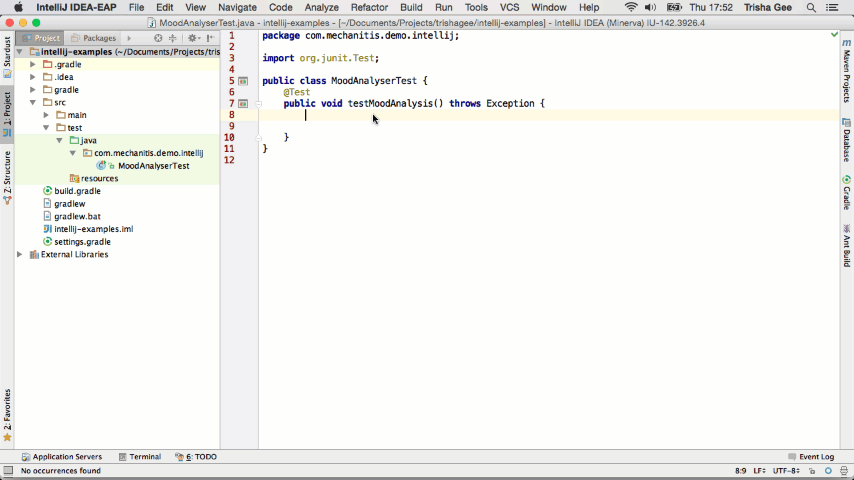 IntelliJ IDEA-EAP File Edit View Navigate Code Analyze Refactor Build Run Tools VCS Window Help Thu 17:52 Trisha Gee
MoodAnalyserTest.java - intellij-examples - [~/Documents/Projects/trishagee/intellij-examples] - IntelliJ IDEA (Minerva) IU-142.3926.4
Project Packages
intellij-examples (~/Documents/Projects/tris
.gradle
.idea
gradle
src
main
test
java
com.mechanitis.demo.intellij
MoodAnalyserTest
resources
build.gradle
gradlew
gradlew.bat
intellij-examples.iml
settings.gradle
External Libraries
Stardust
1: Project
Z: Structure
2: Favorites
1 package com.mechanitis.demo.intellij;
2
3 import org.junit.Test;
4
5 public class MoodAnalyserTest {
6 @Test
7 public void testMoodAnalysis() throws Exception {
8
9
10 }
11 }
12
Maven Projects
Database
Gradle
Ant Build
Application Servers Terminal 6: TODO Event Log
No occurrences found 8:9 LF÷ UTF-8÷